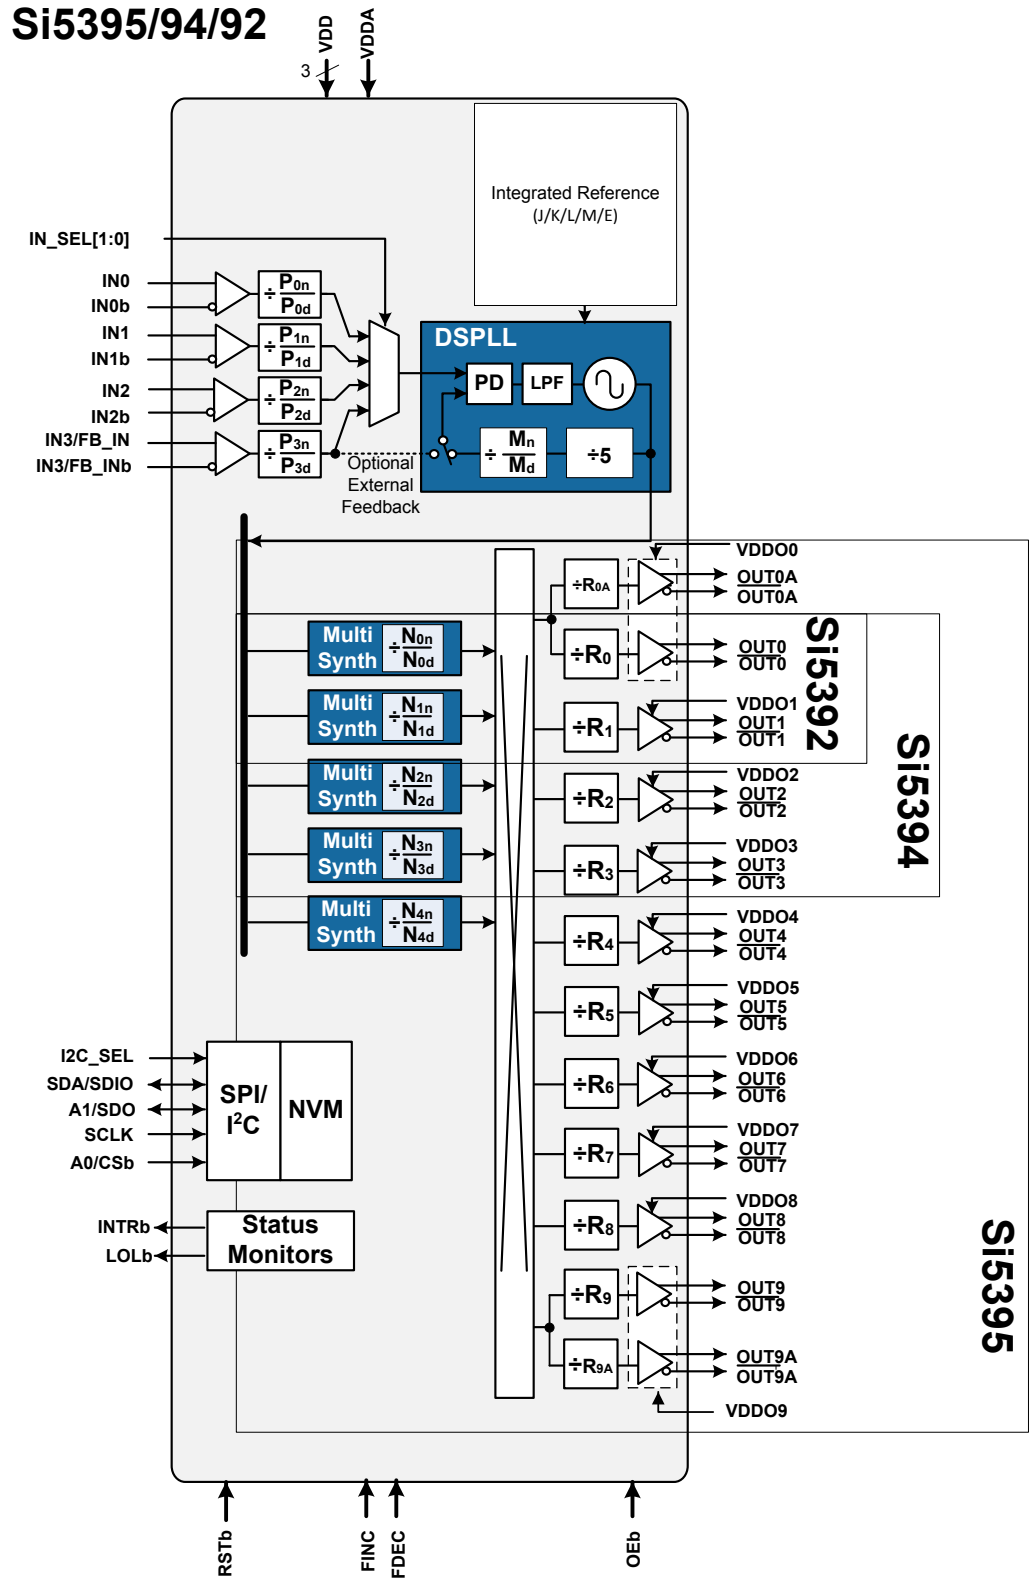 Si5395/94/92
VDD
VDDA
3
Integrated Reference
(J/K/L/M/E)
IN_SEL[1:0]
IN0
IN0b
IN1
IN1b
IN2
IN2b
IN3/FB_IN
IN3/FB_INb
÷ P0n
P0d
÷ P1n
P1d
÷ P2n
P2d
÷ P3n
P3d
DSPLL
PD
LPF
÷ Mn
Md
÷5
Optional
External
Feedback
Multi
Synth
÷ N0n
N0d
Multi
Synth
÷ N1n
N1d
Multi
Synth
÷ N2n
N2d
Multi
Synth
÷ N3n
N3d
Multi
Synth
÷ N4n
N4d
÷R0A
÷R0
÷R1
÷R2
÷R3
÷R4
÷R5
÷R6
÷R7
÷R8
÷R9
÷R9A
VDDO0
OUT0A
OUT0A
OUT0
OUT0
VDDO1
OUT1
OUT1
VDDO2
OUT2
OUT2
VDDO3
OUT3
OUT3
VDDO4
OUT4
OUT4
VDDO5
OUT5
OUT5
VDDO6
OUT6
OUT6
VDDO7
OUT7
OUT7
VDDO8
OUT8
OUT8
OUT9
OUT9
OUT9A
OUT9A
VDDO9
Si5392
Si5394
Si5395
I2C_SEL
SDA/SDIO
A1/SDO
SCLK
A0/CSb
SPI/
I²C
NVM
INTRb
LOLb
Status
Monitors
RSTb
FINC
FDEC
OEb